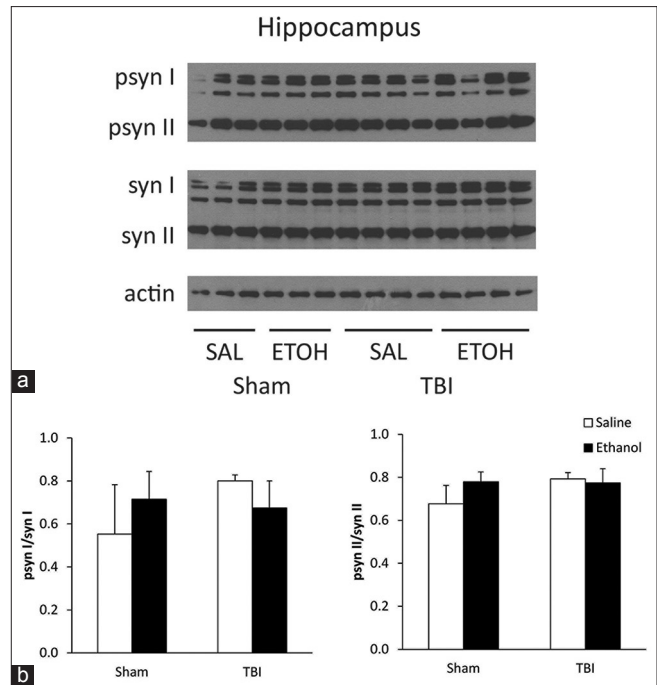 Hippocampus
psyn I
psyn II
syn I
syn II
actin
SAL ETOH SAL ETOH
a
Sham TBI
1.0
0.8
0.6
0.4
0.2
0.0
psyn I/syn I
Sham TBI
Saline
Ethanol
1.0
0.8
0.6
0.4
0.2
0.0
psyn II/syn II
Sham TBI
b